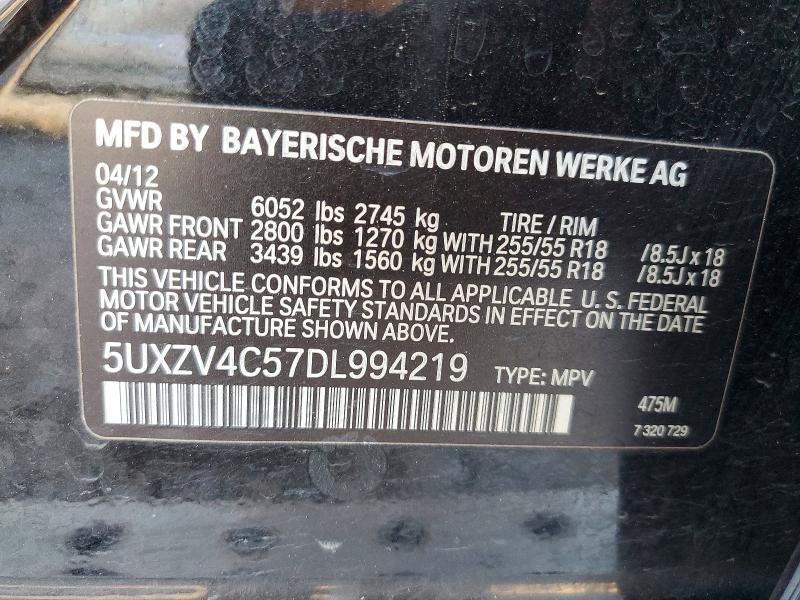 MFD BY BAYERISCHE MOTOREN WERKE AG
04/12
GVWR 6052 lbs 2745 kg TIRE / RIM
GAWR FRONT 2800 lbs 1270 kg WITH 255/55 R18 /8.5J x 18
GAWR REAR 3439 lbs 1560 kg WITH 255/55 R18 /8.5J x 18
THIS VEHICLE CONFORMS TO ALL APPLICABLE U. S. FEDERAL
MOTOR VEHICLE SAFETY STANDARDS IN EFFECT ON THE DATE
OF MANUFACTURE SHOWN ABOVE.
5UXZV4C57DL994219 TYPE: MPV
475M
7 320 729